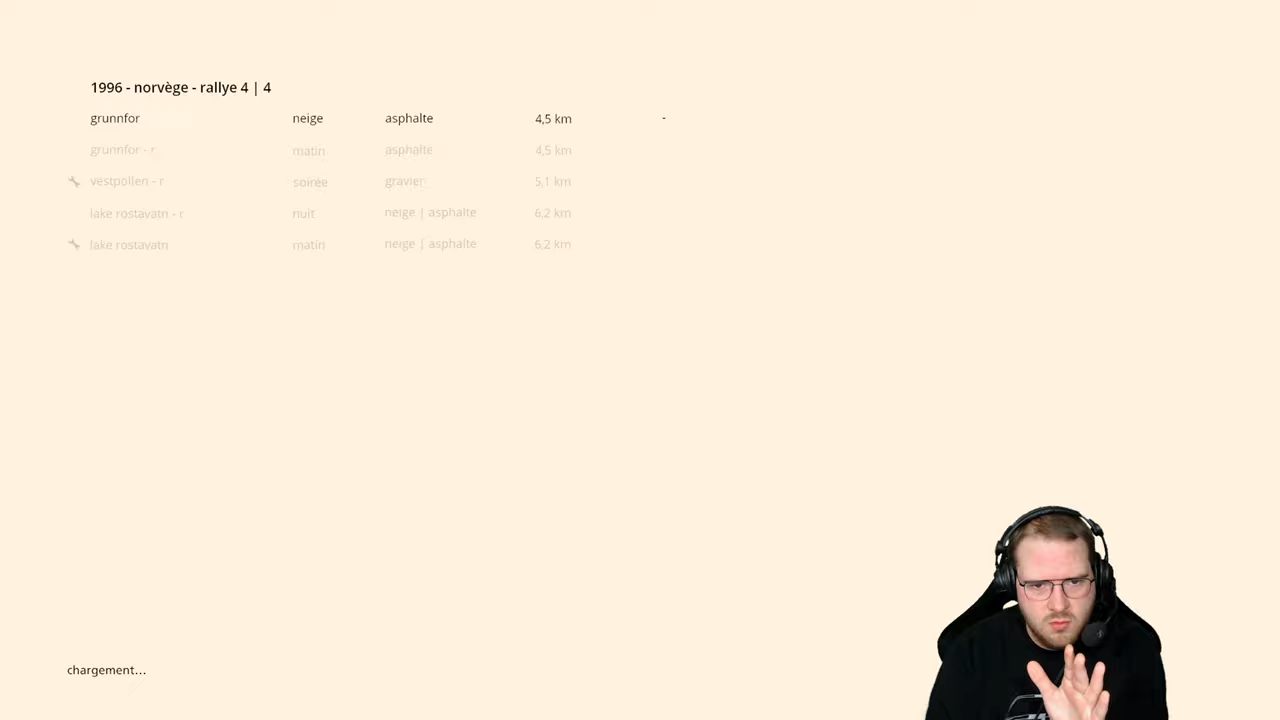 1996 - norvège - rallye 4 | 4
grunnfor neige asphalte 4,5 km -
grunnfor - r matin asphalte 4,5 km
vestpollen - r soirée gravier 5,1 km
lake rostavatn - r nuit neige | asphalte 6,2 km
lake rostavatn matin neige | asphalte 6,2 km
chargement...